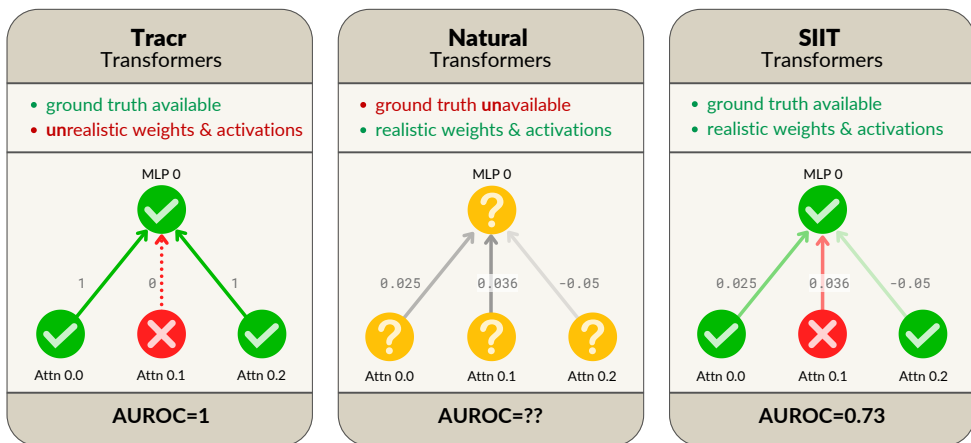 Tracr
Transformers
• ground truth available
• unrealistic weights & activations
MLP 0
1
0
1
Attn 0.0
Attn 0.1
Attn 0.2
AUROC=1
Natural
Transformers
• ground truth unavailable
• realistic weights & activations
MLP 0
?
0.025
0.036
-0.05
?
?
?
Attn 0.0
Attn 0.1
Attn 0.2
AUROC=??
SIIT
Transformers
• ground truth available
• realistic weights & activations
MLP 0
0.025
0.036
-0.05
Attn 0.0
Attn 0.1
Attn 0.2
AUROC=0.73